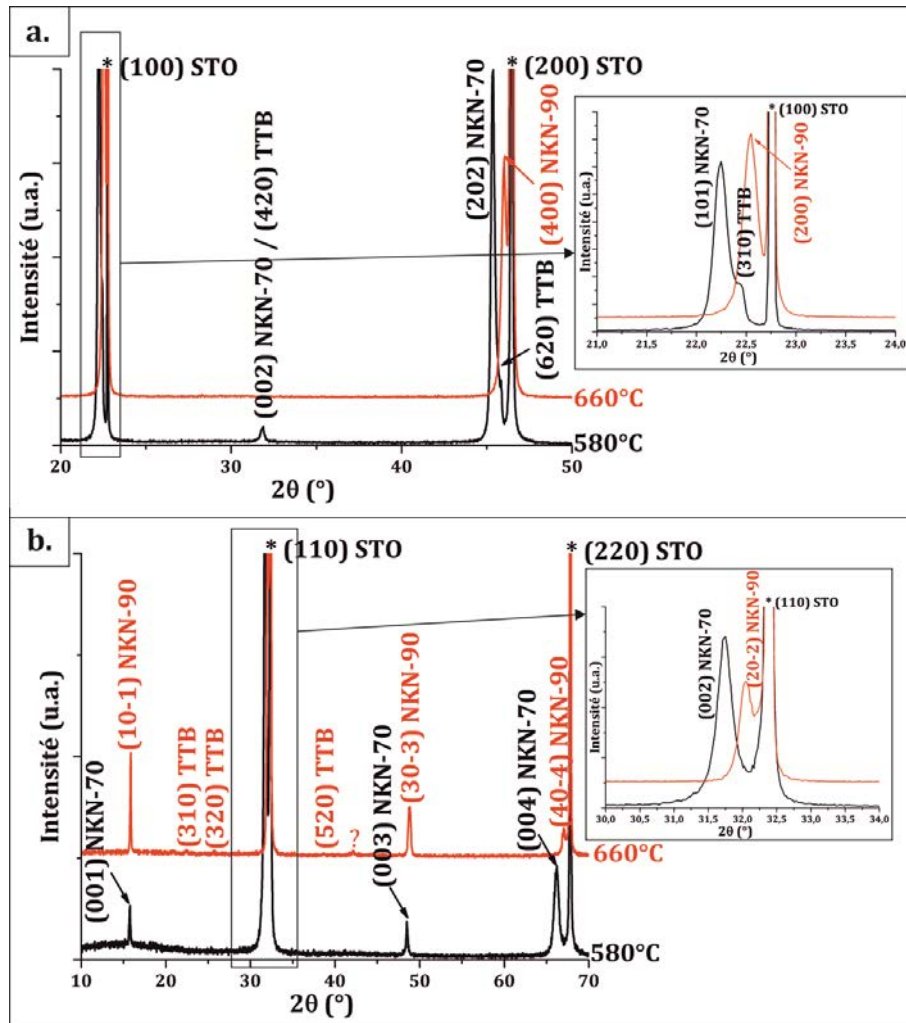 a.
* (100) STO
* (200) STO
(202) NKN-70
(400) NKN-90
(002) NKN-70 / (420) TTB
(620) TTB
660°C
580°C
Intensité (u.a.)
20
30
40
50
2θ (°)
* (100) STO
(101) NKN-70
(310) TTB
(200) NKN-90
Intensité (u.a.)
21,0
21,5
22,0
22,5
23,0
23,5
24,0
2θ (°)
b.
* (110) STO
* (220) STO
(001) NKN-70
(10-1) NKN-90
(310) TTB
(320) TTB
(520) TTB
?
(003) NKN-70
(30-3) NKN-90
(004) NKN-70
(40-4) NKN-90
660°C
580°C
Intensité (u.a.)
10
20
30
40
50
60
70
2θ (°)
* (110) STO
(002) NKN-70
(20-2) NKN-90
Intensité (u.a.)
30,0
30,5
31,0
31,5
32,0
32,5
33,0
33,5
34,0
2θ (°)